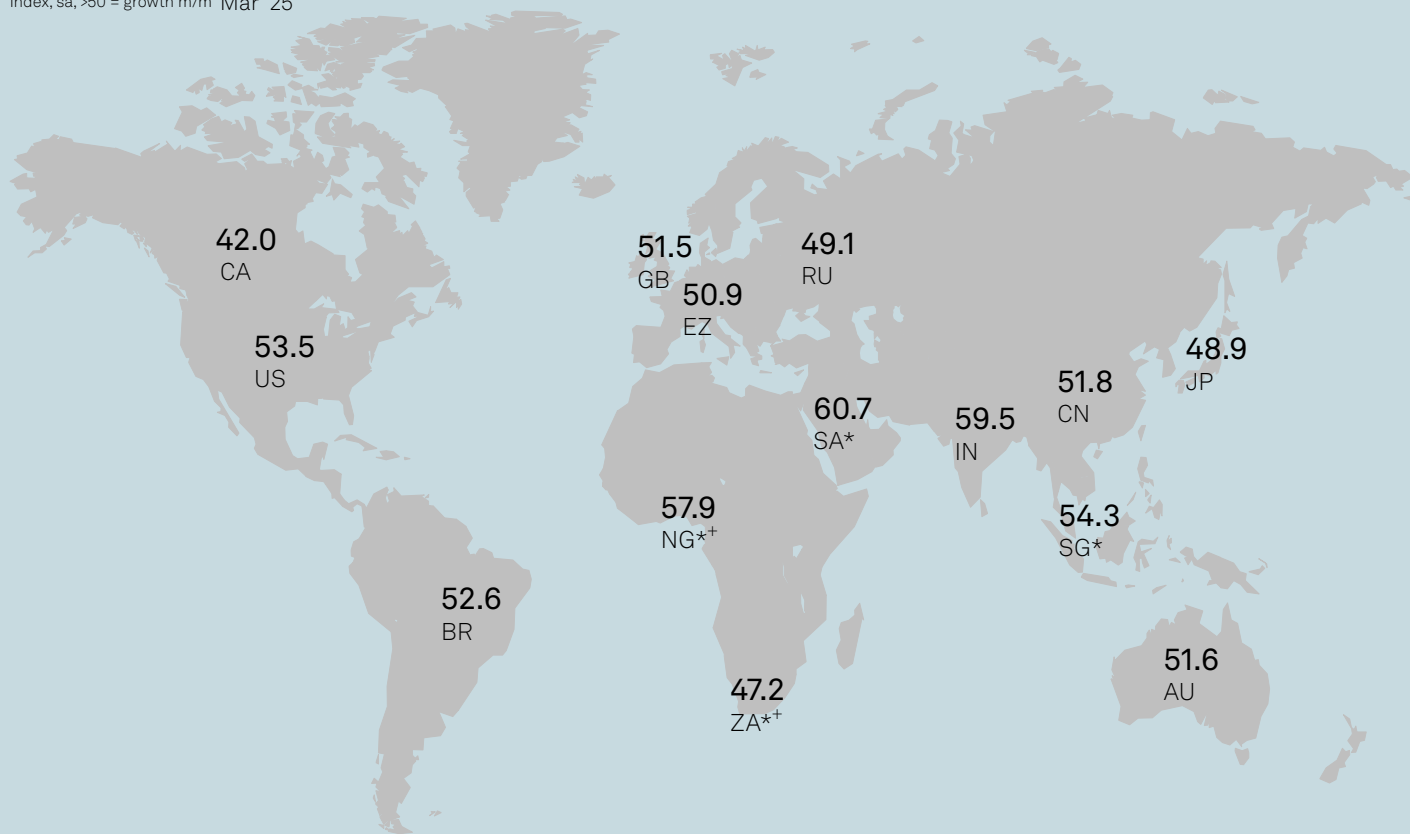 Index, sa, >50 = growth m/m Mar '25
42.0
CA
51.5
GB
49.1
RU
50.9
EZ
53.5
US
48.9
JP
51.8
CN
60.7
SA*
59.5
IN
57.9
NG*+
54.3
SG*
52.6
BR
51.6
AU
47.2
ZA*+